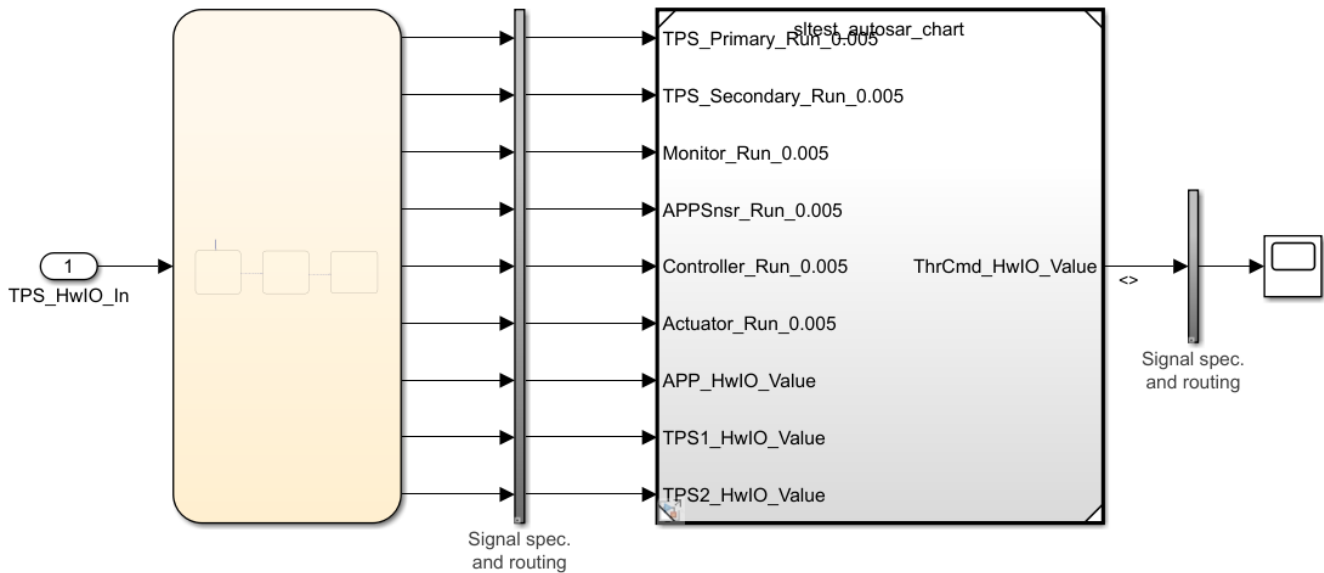 1
TPS_HwIO_In
Signal spec.
and routing
sltest_autosar_chart
TPS_Primary_Run_0.005
TPS_Secondary_Run_0.005
Monitor_Run_0.005
APPSnsr_Run_0.005
Controller_Run_0.005
Actuator_Run_0.005
APP_HwIO_Value
TPS1_HwIO_Value
TPS2_HwIO_Value
ThrCmd_HwIO_Value
<>
Signal spec.
and routing